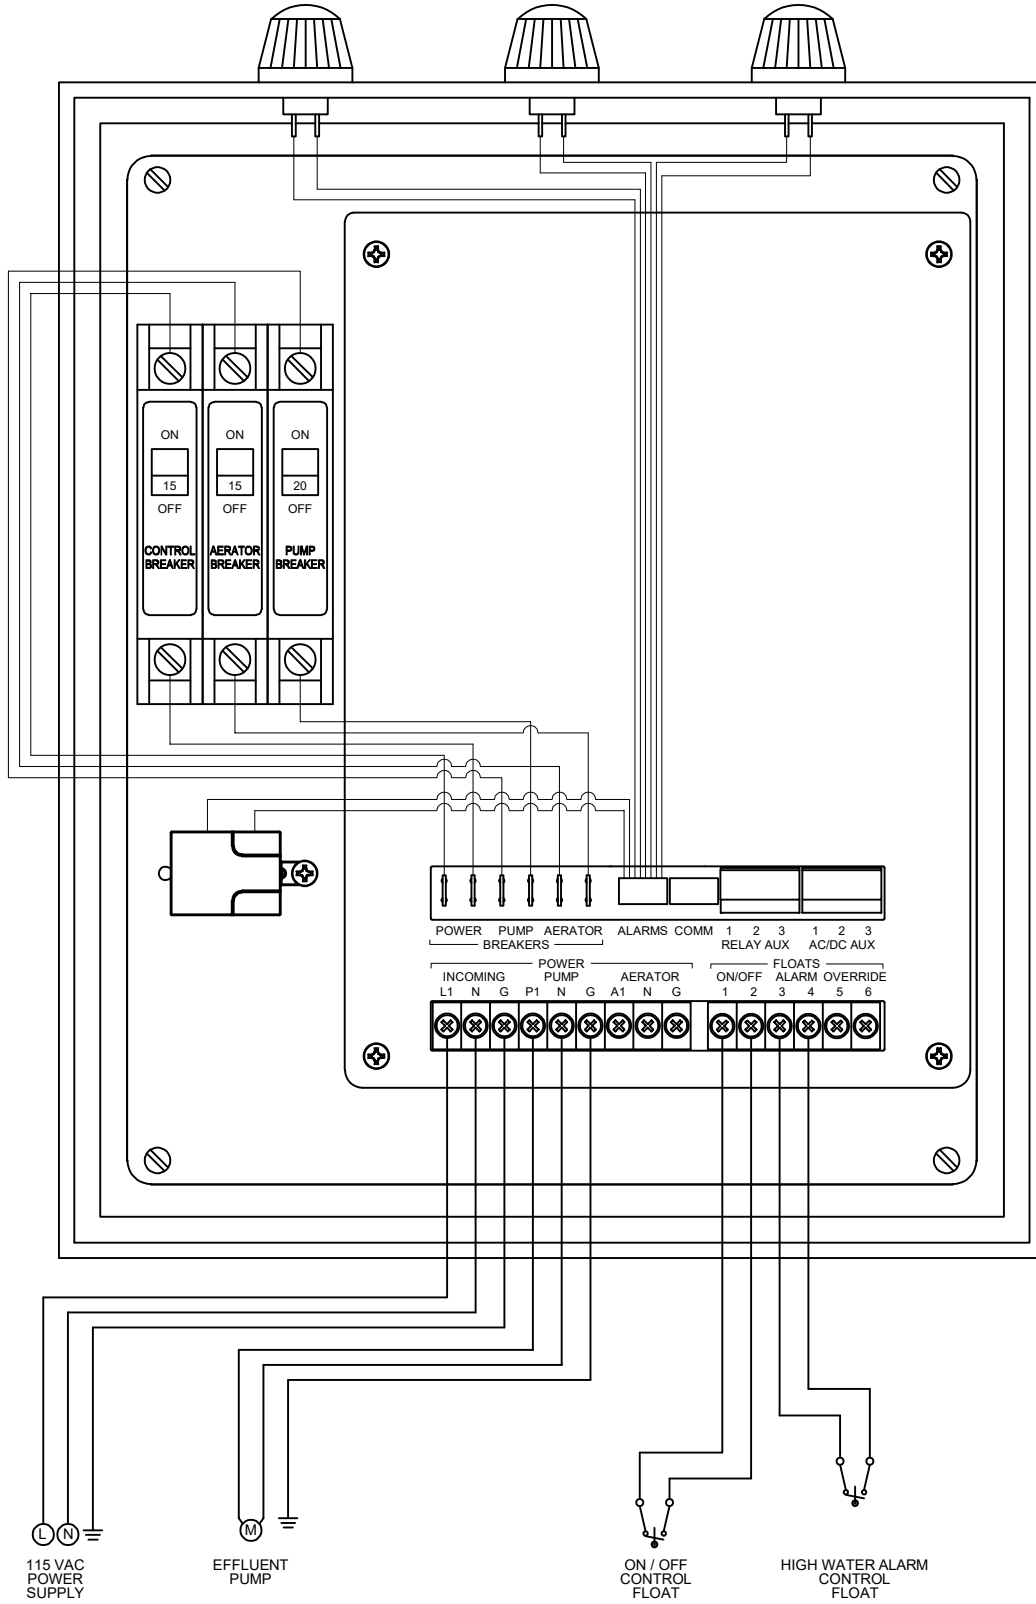 ON ON ON
15 15 20
OFF OFF OFF
CONTROL AERATOR PUMP
BREAKER BREAKER BREAKER
POWER PUMP AERATOR ALARMS COMM 1 2 3 1 2 3
BREAKERS RELAY AUX AC/DC AUX
POWER FLOATS
INCOMING PUMP AERATOR ON/OFF ALARM OVERRIDE
L1 N G P1 N G A1 N G 1 2 3 4 5 6
L N M
115 VAC EFFLUENT ON / OFF HIGH WATER ALARM
POWER PUMP CONTROL CONTROL
SUPPLY FLOAT FLOAT